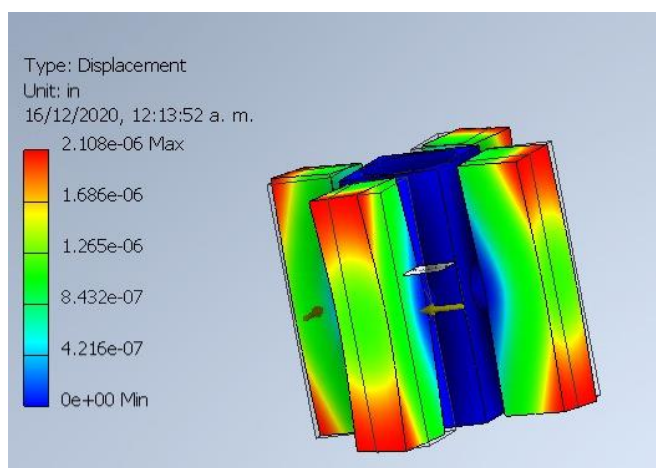 Type: Displacement
Unit: in
16/12/2020, 12:13:52 a. m.
2.108e-06 Max
1.686e-06
1.265e-06
8.432e-07
4.216e-07
0e+00 Min